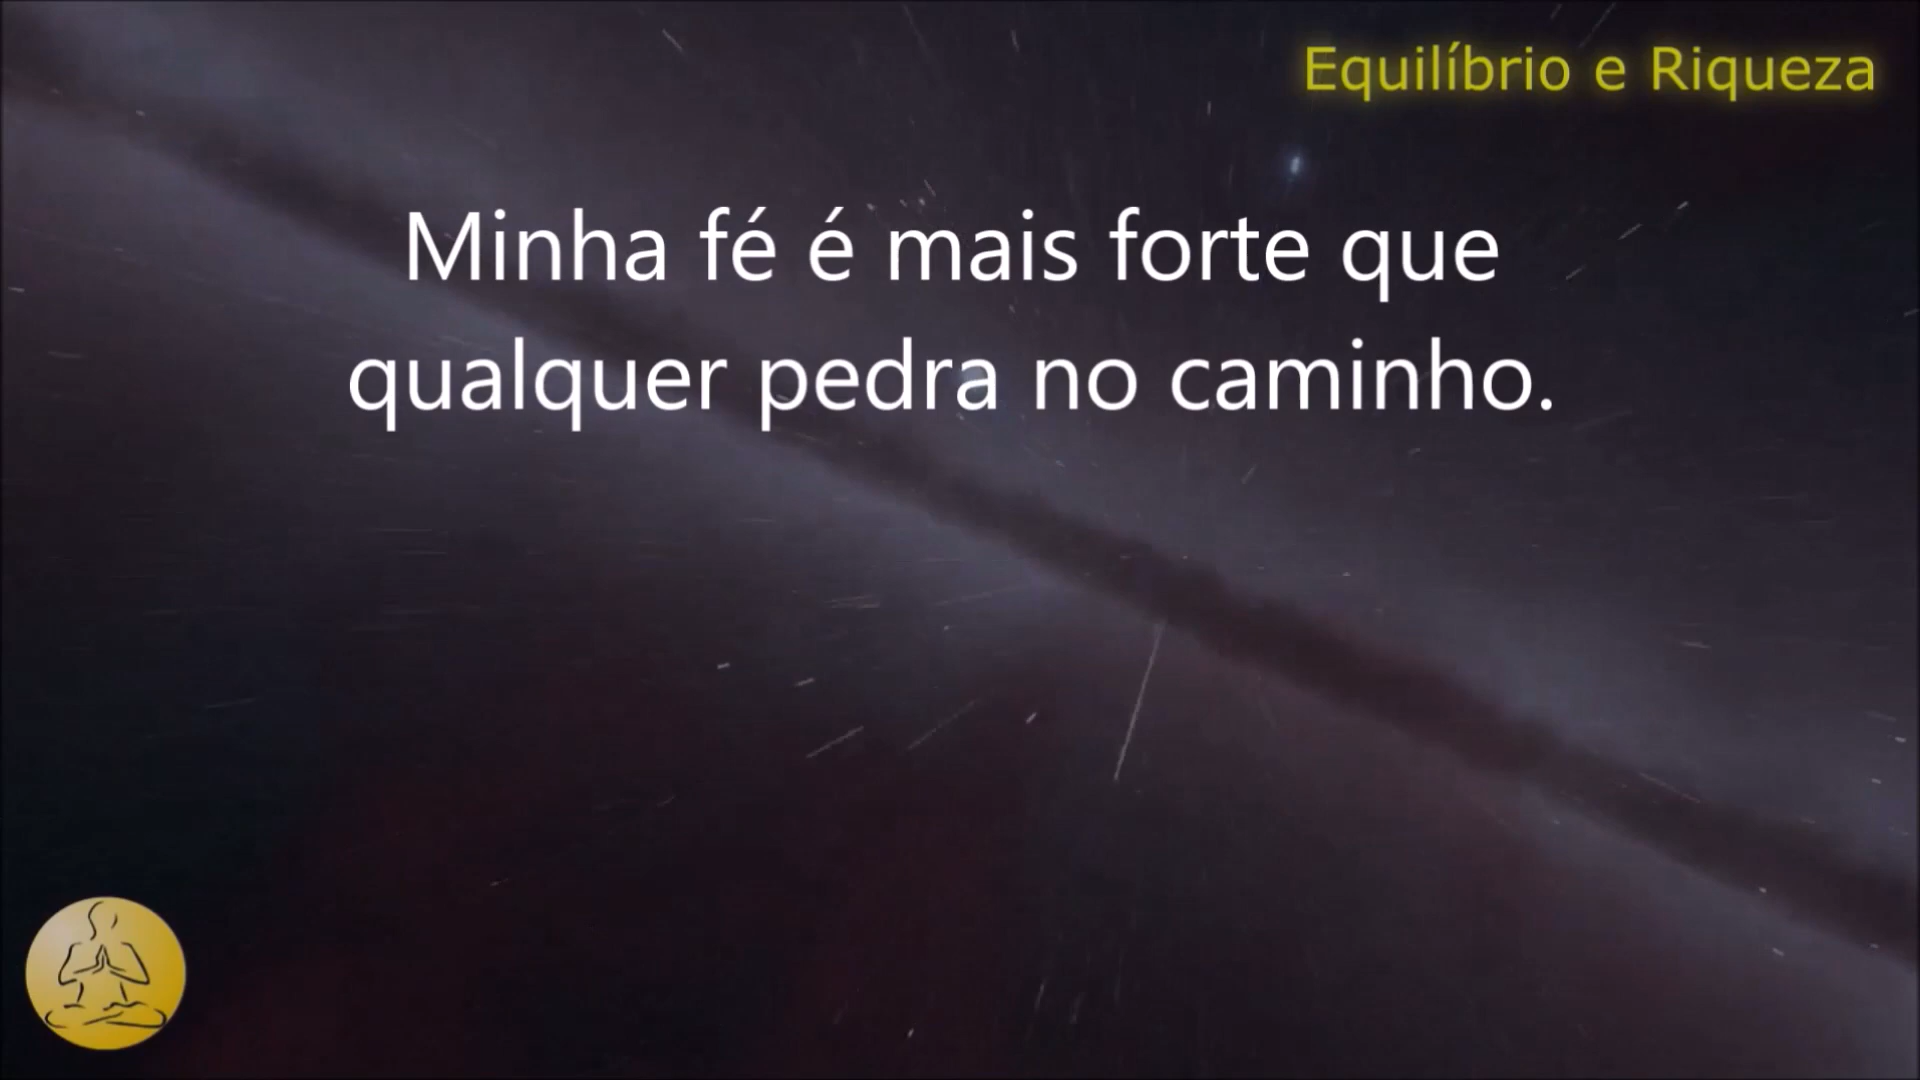 Equilíbrio e Riqueza
Minha fé é mais forte que
qualquer pedra no caminho.